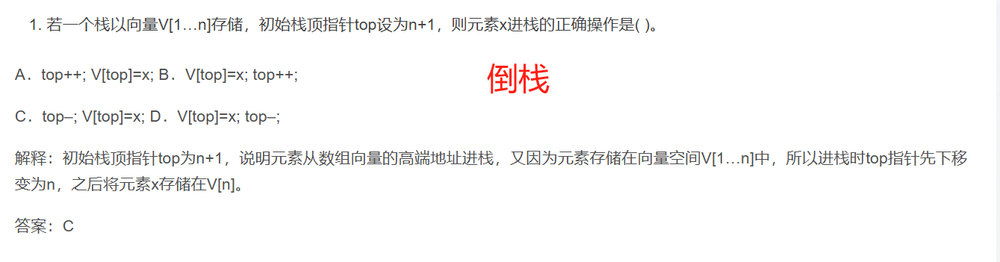 1. 若一个栈以向量V[1…n]存储，初始栈顶指针top设为n+1，则元素x进栈的正确操作是( )。
A．top++; V[top]=x; B．V[top]=x; top++;
倒栈
C．top–; V[top]=x; D．V[top]=x; top–;
解释：初始栈顶指针top为n+1，说明元素从数组向量的高端地址进栈，又因为元素存储在向量空间V[1…n]中，所以进栈时top指针先下移
变为n，之后将元素x存储在V[n]。
答案：C